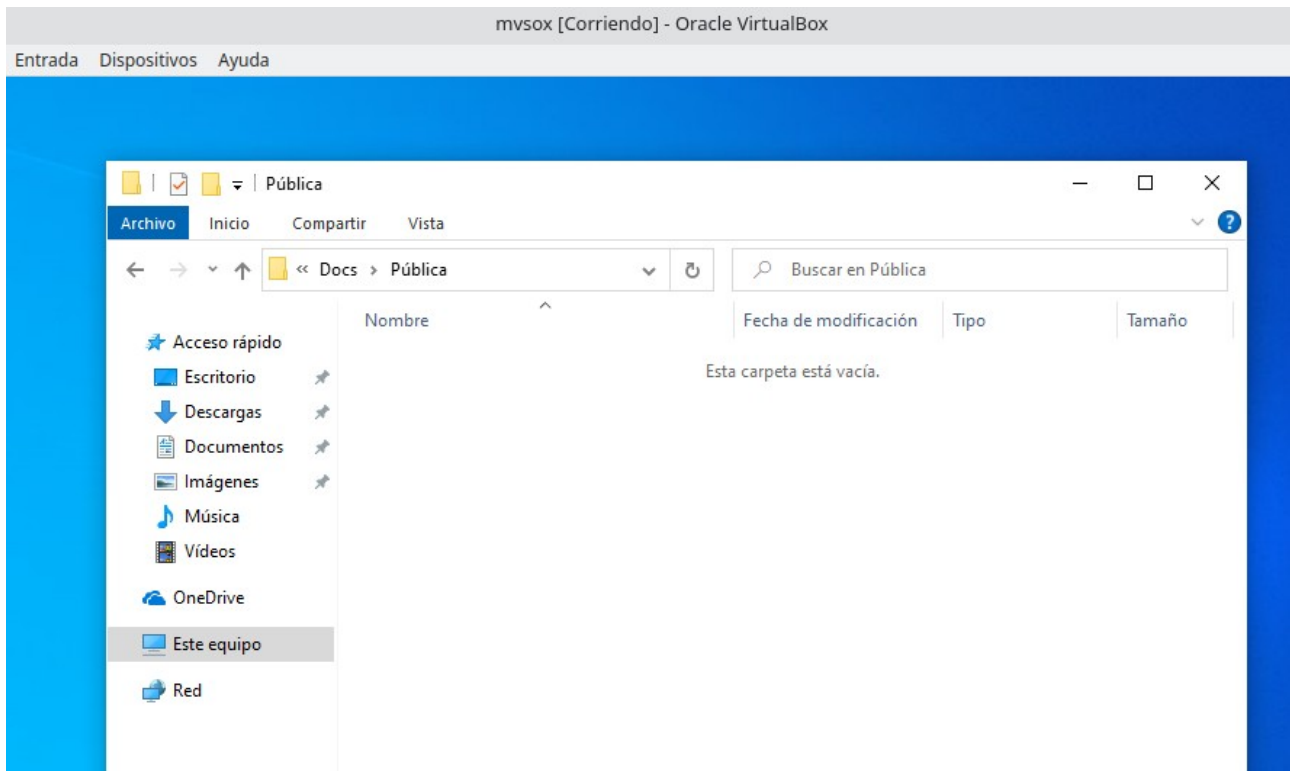 mvsox [Corriendo] - Oracle VirtualBox
Entrada Dispositivos Ayuda
Pública
Archivo Inicio Compartir Vista
« Docs › Pública
Buscar en Pública
Nombre Fecha de modificación Tipo Tamaño
Esta carpeta está vacía.
Acceso rápido
Escritorio
Descargas
Documentos
Imágenes
Música
Vídeos
OneDrive
Este equipo
Red